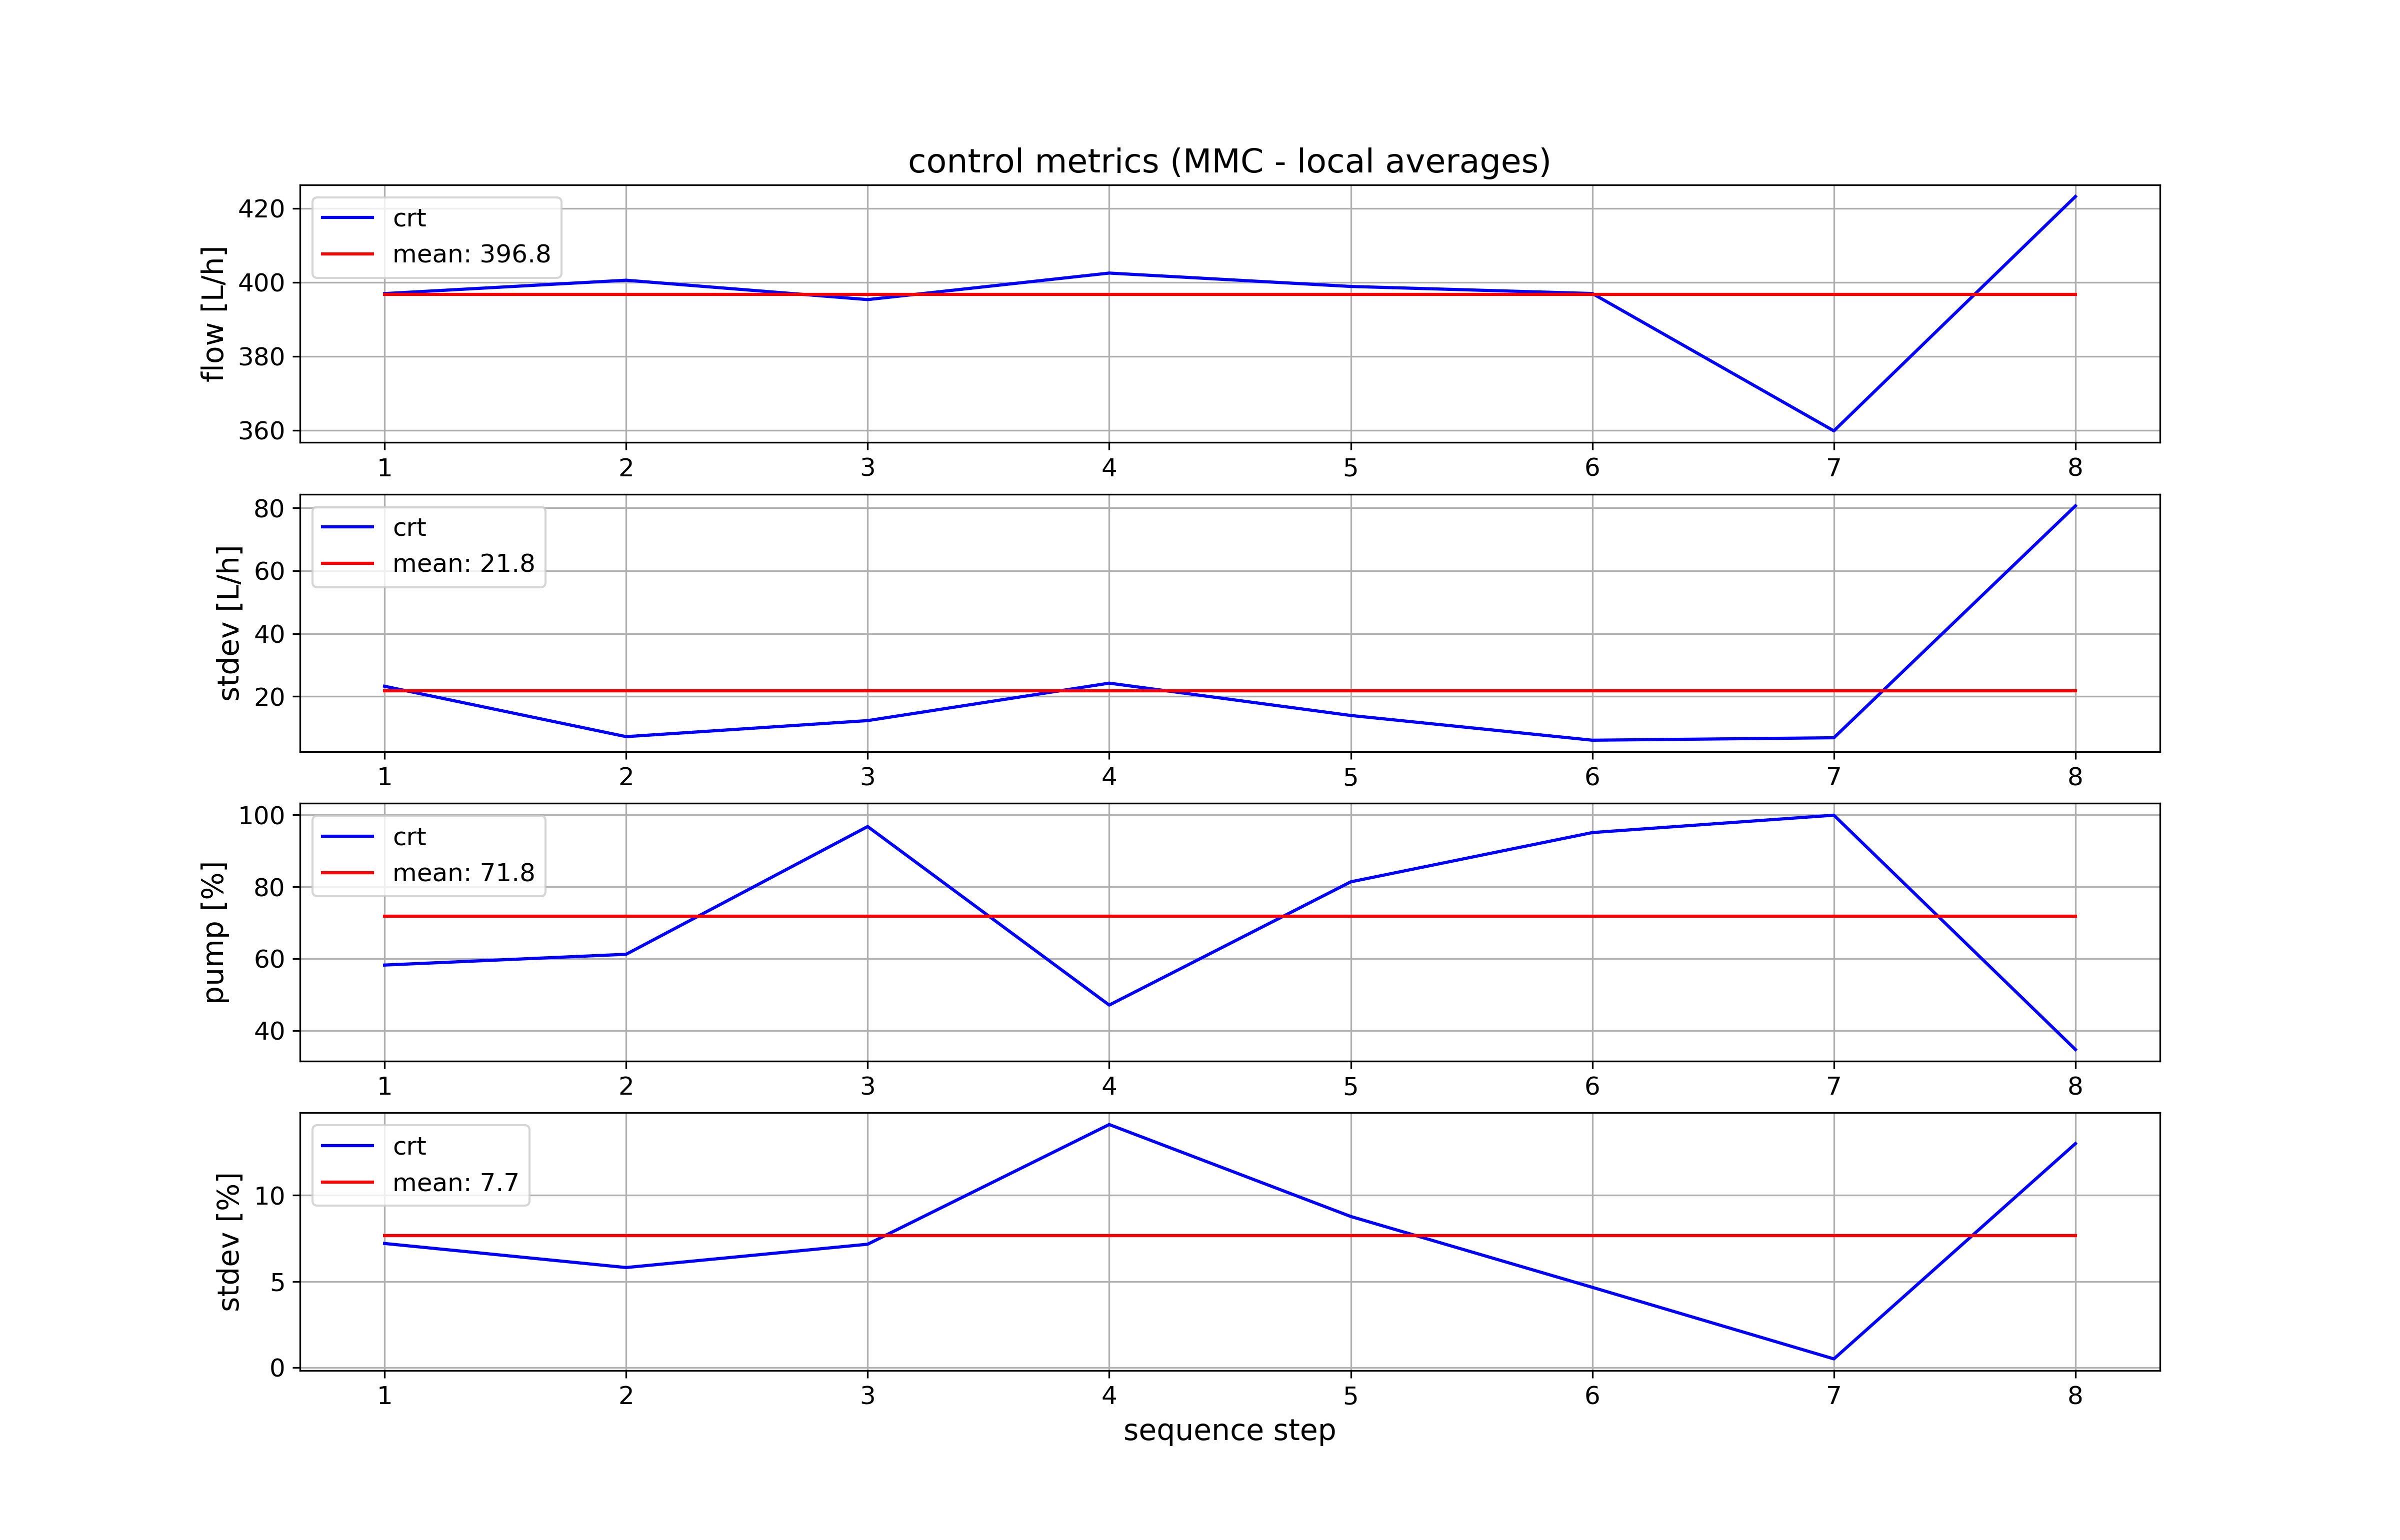 control metrics (MMC - local averages)
flow [L/h]
420
400
380
360
crt
mean: 396.8
1 2 3 4 5 6 7 8
stdev [L/h]
80
60
40
20
crt
mean: 21.8
1 2 3 4 5 6 7 8
pump [%]
100
80
60
40
crt
mean: 71.8
1 2 3 4 5 6 7 8
stdev [%]
10
5
0
crt
mean: 7.7
1 2 3 4 5 6 7 8
sequence step